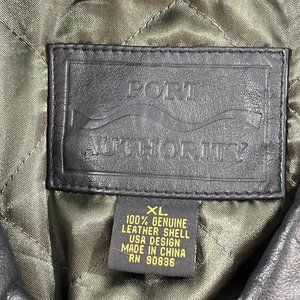 PORT
AUTHORITY
XL
100% GENUINE
LEATHER SHELL
USA DESIGN
MADE IN CHINA
RN 90836